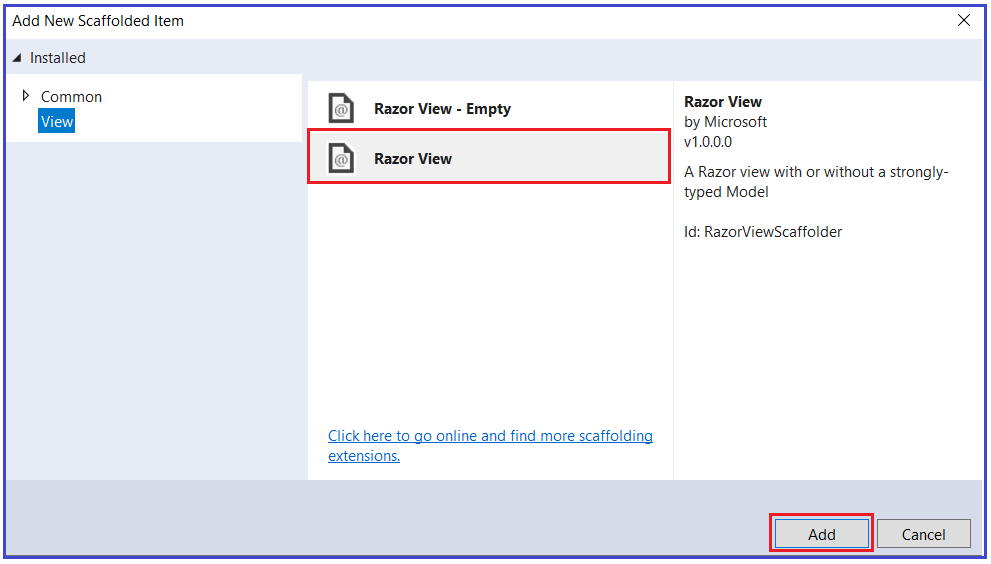 Add New Scaffolded Item
Installed
Common
View
Razor View - Empty
Razor View
Click here to go online and find more scaffolding
extensions.
Razor View
by Microsoft
v1.0.0.0
A Razor view with or without a strongly-
typed Model
Id: RazorViewScaffolder
Add
Cancel